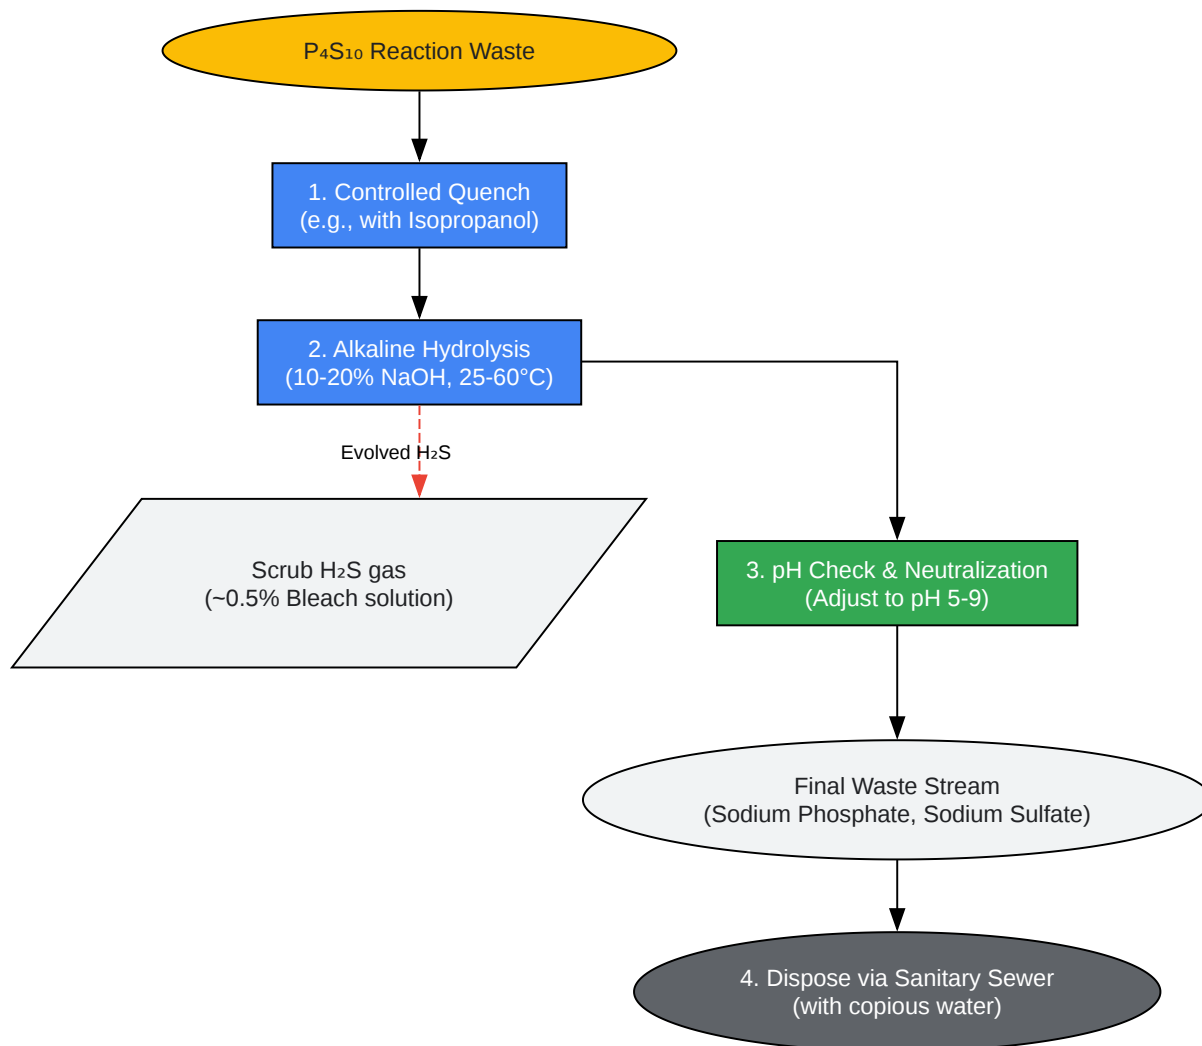 P₄S₁₀ Reaction Waste
1. Controlled Quench
(e.g., with Isopropanol)
2. Alkaline Hydrolysis
(10-20% NaOH, 25-60°C)
Evolved H₂S
Scrub H₂S gas
(~0.5% Bleach solution)
3. pH Check & Neutralization
(Adjust to pH 5-9)
Final Waste Stream
(Sodium Phosphate, Sodium Sulfate)
4. Dispose via Sanitary Sewer
(with copious water)